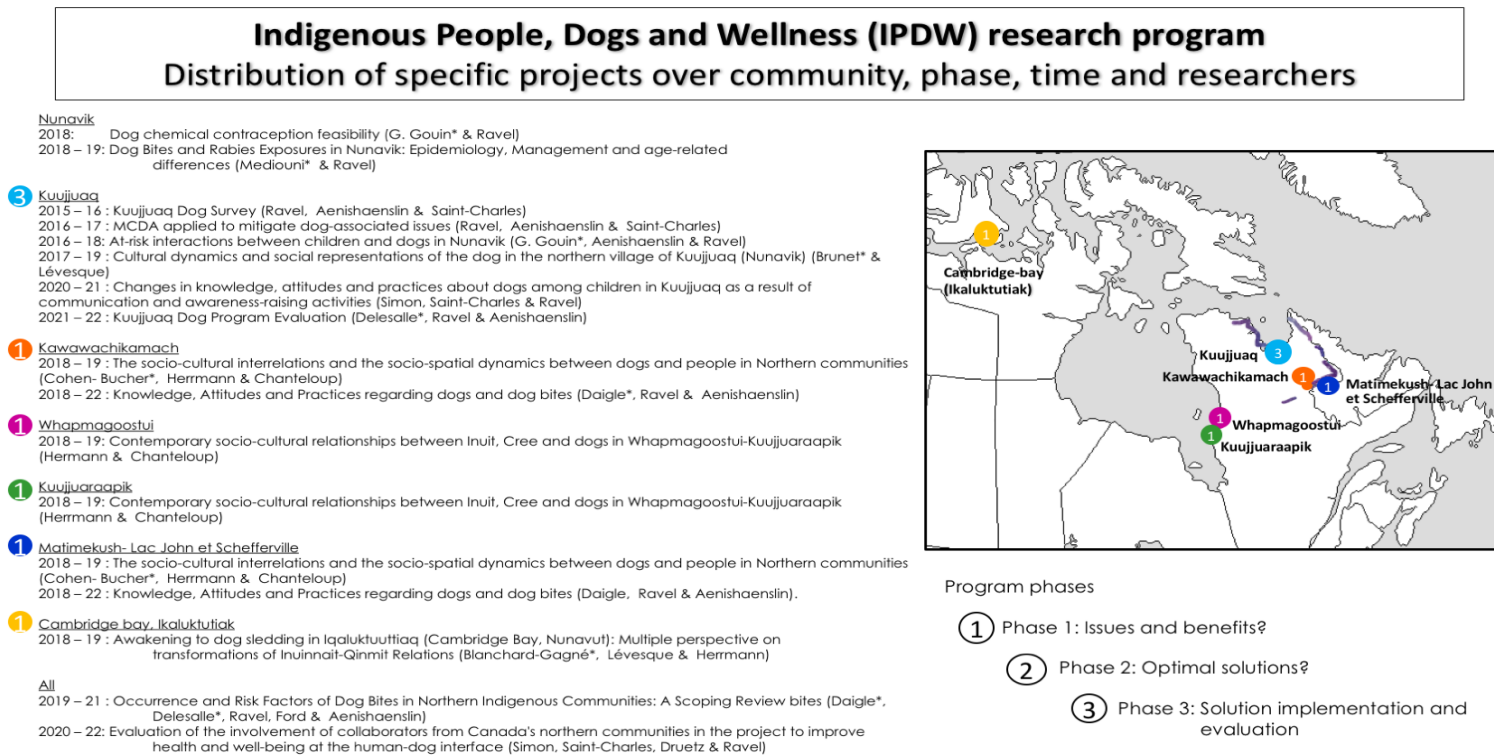 Indigenous People, Dogs and Wellness (IPDW) research program
Distribution of specific projects over community, phase, time and researchers
Nunavik
2018: Dog chemical contraception feasibility (G. Gouin* & Ravel)
2018 – 19: Dog Bites and Rabies Exposures in Nunavik: Epidemiology, Management and age-related
differences (Mediouni* & Ravel)
3 Kuujjuaq
2015 – 16 : Kuujjuaq Dog Survey (Ravel, Aenishaenslin & Saint-Charles)
2016 – 17 : MCDA applied to mitigate dog-associated issues (Ravel, Aenishaenslin & Saint-Charles)
2016 – 18: At-risk interactions between children and dogs in Nunavik (G. Gouin*, Aenishaenslin & Ravel)
2017 – 19 : Cultural dynamics and social representations of the dog in the northern village of Kuujjuaq (Nunavik) (Brunet* &
Lévesque)
2020 – 21 : Changes in knowledge, attitudes and practices about dogs among children in Kuujjuaq as a result of
communication and awareness-raising activities (Simon, Saint-Charles & Ravel)
2021 – 22 : Kuujjuaq Dog Program Evaluation (Delesalle*, Ravel & Aenishaenslin)
1 Kawawachikamach
2018 – 19 : The socio-cultural interrelations and the socio-spatial dynamics between dogs and people in Northern communities
(Cohen- Bucher*, Herrmann & Chanteloup)
2018 – 22 : Knowledge, Attitudes and Practices regarding dogs and dog bites (Daigle*, Ravel & Aenishaenslin)
1 Whapmagoostui
2018 – 19: Contemporary socio-cultural relationships between Inuit, Cree and dogs in Whapmagoostui-Kuujjuaraapik
(Hermann & Chanteloup)
1 Kuujjuaraapik
2018 – 19: Contemporary socio-cultural relationships between Inuit, Cree and dogs in Whapmagoostui-Kuujjuaraapik
(Herrmann & Chanteloup)
1 Matimekush- Lac John et Schefferville
2018 – 19 : The socio-cultural interrelations and the socio-spatial dynamics between dogs and people in Northern communities
(Cohen- Bucher*, Herrmann & Chanteloup)
2018 – 22 : Knowledge, Attitudes and Practices regarding dogs and dog bites (Daigle, Ravel & Aenishaenslin).
1 Cambridge bay, Ikaluktutiak
2018 – 19 : Awakening to dog sledding in Iqaluktuuttiaq (Cambridge Bay, Nunavut): Multiple perspective on
transformations of Inuinnait-Qinmit Relations (Blanchard-Gagné*, Lévesque & Herrmann)
All
2019 – 21 : Occurrence and Risk Factors of Dog Bites in Northern Indigenous Communities: A Scoping Review bites (Daigle*,
Delesalle*, Ravel, Ford & Aenishaenslin)
2020 – 22: Evaluation of the involvement of collaborators from Canada's northern communities in the project to improve
health and well-being at the human-dog interface (Simon, Saint-Charles, Druetz & Ravel)
1
Cambridge-bay
(Ikaluktutiak)
Kuujjuaq 3
Kawawachikamach 1
1 Matimekush- Lac John
et Schefferville
1 Whapmagoostui
1 Kuujjuaraapik
Program phases
1 Phase 1: Issues and benefits?
2 Phase 2: Optimal solutions?
3 Phase 3: Solution implementation and
evaluation